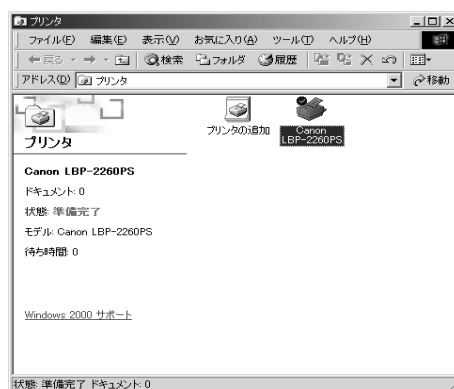 プリンタ
ファイル(F) 編集(E) 表示(V) お気に入り(A) ツール(T) ヘルプ(H)
戻る 検索 フォルダ 履歴
アドレス(D) プリンタ 移動
プリンタ
Canon LBP-2260PS
ドキュメント: 0
状態: 準備完了
モデル: Canon LBP-2260PS
待ち時間: 0
Windows 2000 サポート
プリンタの追加
Canon
LBP-2260PS
状態: 準備完了 ドキュメント: 0